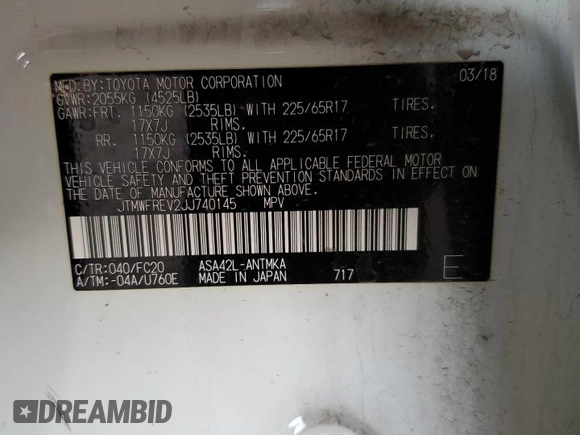 MFD.BY:TOYOTA MOTOR CORPORATION 03/18
GVWR:2055KG (4525LB)
GAWR:FRT. 1150KG (2535LB) WITH 225/65R17 TIRES.
17X7J RIMS.
RR. 1150KG (2535LB) WITH 225/65R17 TIRES.
17X7J RIMS.
THIS VEHICLE CONFORMS TO ALL APPLICABLE FEDERAL MOTOR
VEHICLE SAFETY AND THEFT PREVENTION STANDARDS IN EFFECT
ON THE DATE OF MANUFACTURE SHOWN ABOVE.
JTMWFREV2JJ740145 MPV
C/TR:040/FC20 ASA42L-ANTMKA
A/TM:-04A/U760E MADE IN JAPAN 717 E
DREAMBID